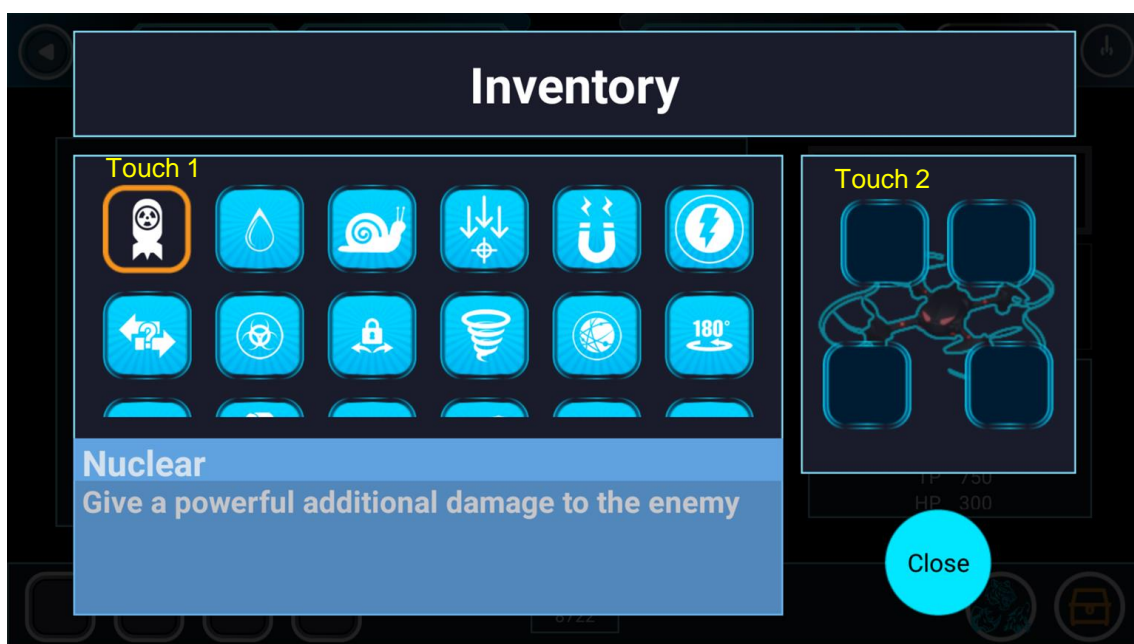 Inventory
Touch 1
Touch 2
180°
Nuclear
Give a powerful additional damage to the enemy
TP 750
HP 300
Close